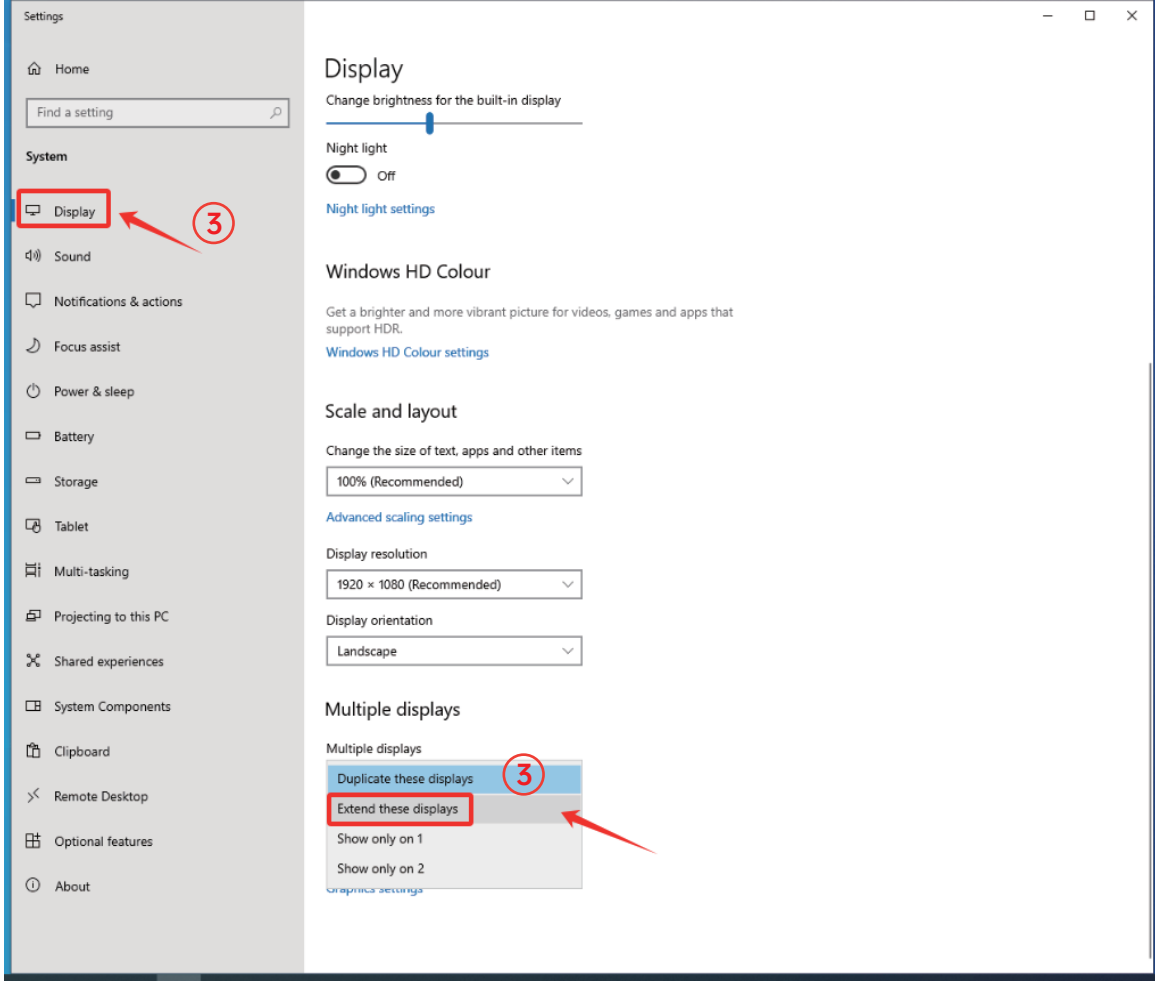 Settings
Home
Find a setting
System
Display
③
Sound
Notifications & actions
Focus assist
Power & sleep
Battery
Storage
Tablet
Multi-tasking
Projecting to this PC
Shared experiences
System Components
Clipboard
Remote Desktop
Optional features
About
Display
Change brightness for the built-in display
Night light
Off
Night light settings
Windows HD Colour
Get a brighter and more vibrant picture for videos, games and apps that
support HDR.
Windows HD Colour settings
Scale and layout
Change the size of text, apps and other items
100% (Recommended)
Advanced scaling settings
Display resolution
1920 × 1080 (Recommended)
Display orientation
Landscape
Multiple displays
Multiple displays
Duplicate these displays
③
Extend these displays
Show only on 1
Show only on 2
Graphics settings